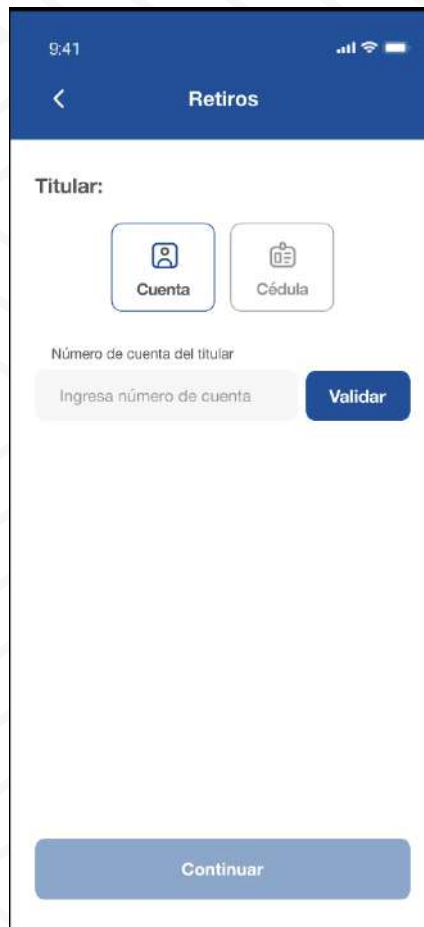 9:41
Retiros
Titular:
Cuenta Cédula
Número de cuenta del titular
Ingresa número de cuenta Validar
Continuar